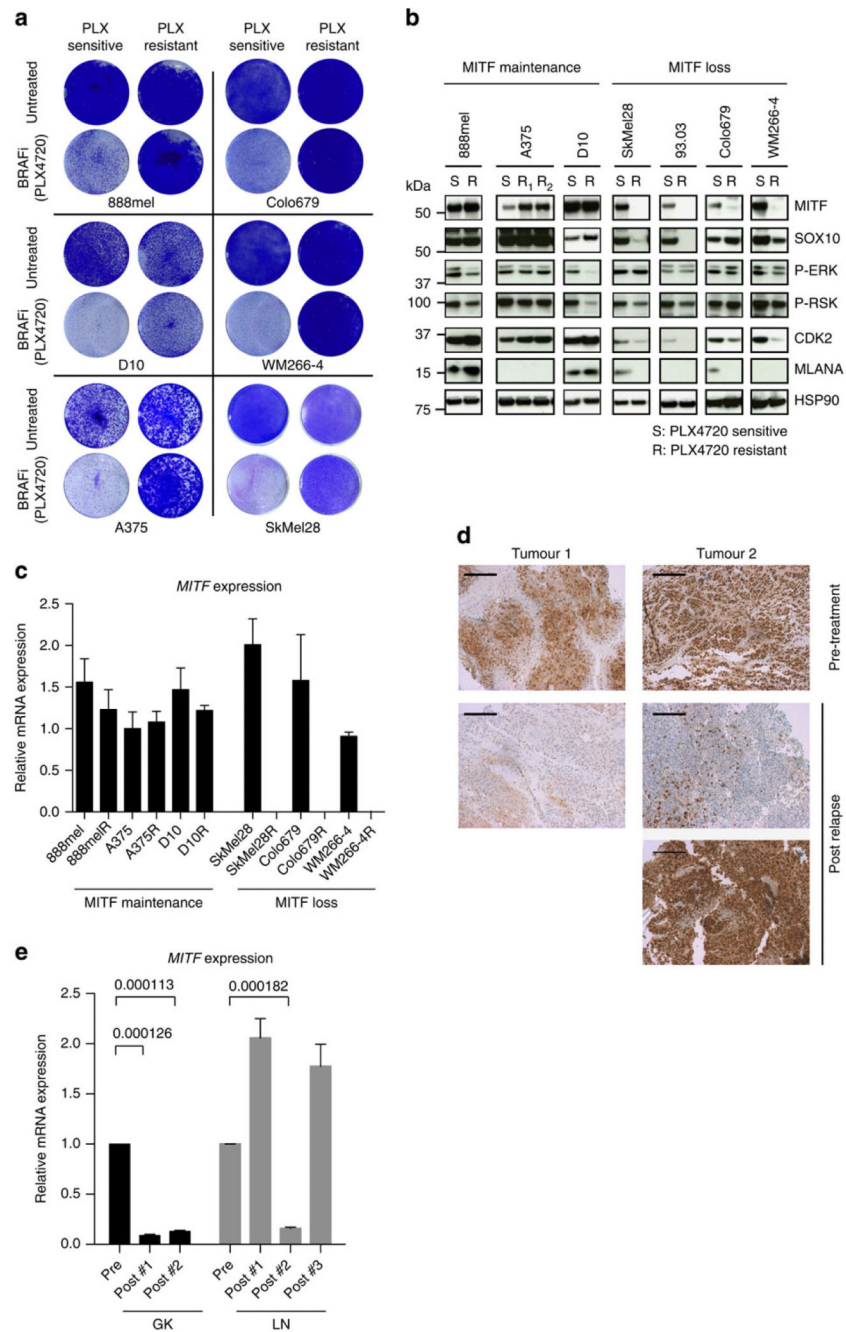 a
PLX sensitive
PLX resistant
PLX sensitive
PLX resistant
Untreated
BRAFi (PLX4720)
888mel
Colo679
Untreated
BRAFi (PLX4720)
D10
WM266-4
Untreated
BRAFi (PLX4720)
A375
SkMel28
b
MITF maintenance
MITF loss
888mel
A375
D10
SkMel28
93.03
Colo679
WM266-4
kDa
S R
S R1 R2
S R
S R
S R
S R
S R
50
MITF
50
SOX10
37
P-ERK
100
P-RSK
37
CDK2
15
MLANA
75
HSP90
S: PLX4720 sensitive
R: PLX4720 resistant
c
MITF expression
Relative mRNA expression
2.5
2.0
1.5
1.0
0.5
0.0
888mel
888melR
A375
A375R
D10
D10R
SkMel28
SkMel28R
Colo679
Colo679R
WM266-4
WM266-4R
MITF maintenance
MITF loss
d
Tumour 1
Tumour 2
Pre-treatment
Post relapse
e
MITF expression
Relative mRNA expression
2.5
2.0
1.5
1.0
0.5
0.0
0.000113
0.000126
0.000182
Pre
Post #1
Post #2
Pre
Post #1
Post #2
Post #3
GK
LN